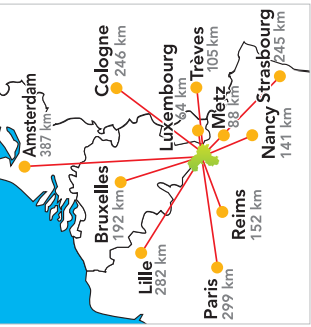 Amsterdam
387 km
Cologne
246 km
Bruxelles
192 km
Lille
282 km
Luxembourg
64 km
Trèves
105 km
Metz
88 km
Strasbourg
245 km
Nancy
141 km
Reims
152 km
Paris
299 km